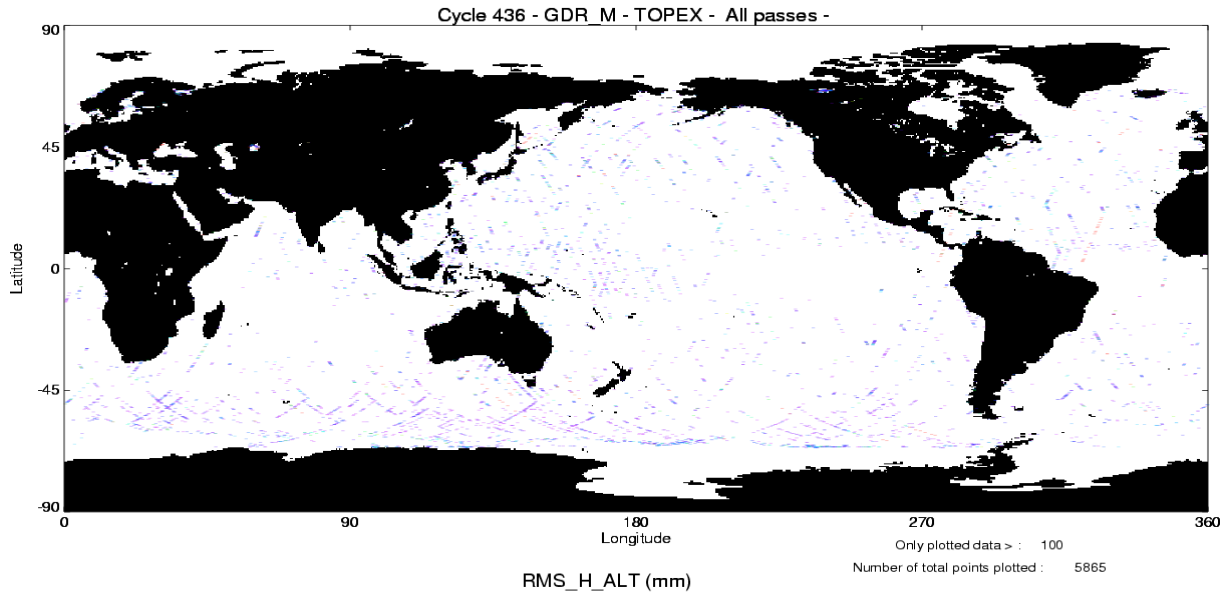 Cycle 436 - GDR_M - TOPEX - All passes -
90
45
0
-45
-90
Latitude
0 90 180 270 360
Longitude
Only plotted data > : 100
Number of total points plotted : 5865
RMS_H_ALT (mm)